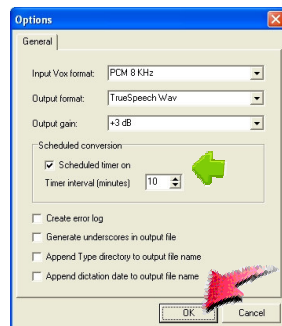 Options
General
Input Vox format: PCM 8 KHz
Output format: TrueSpeech Wav
Output gain: +3 dB
Scheduled conversion
Scheduled timer on
Timer interval (minutes) 10
Create error log
Generate underscores in output file
Append Type directory to output file name
Append dictation date to output file name
OK Cancel